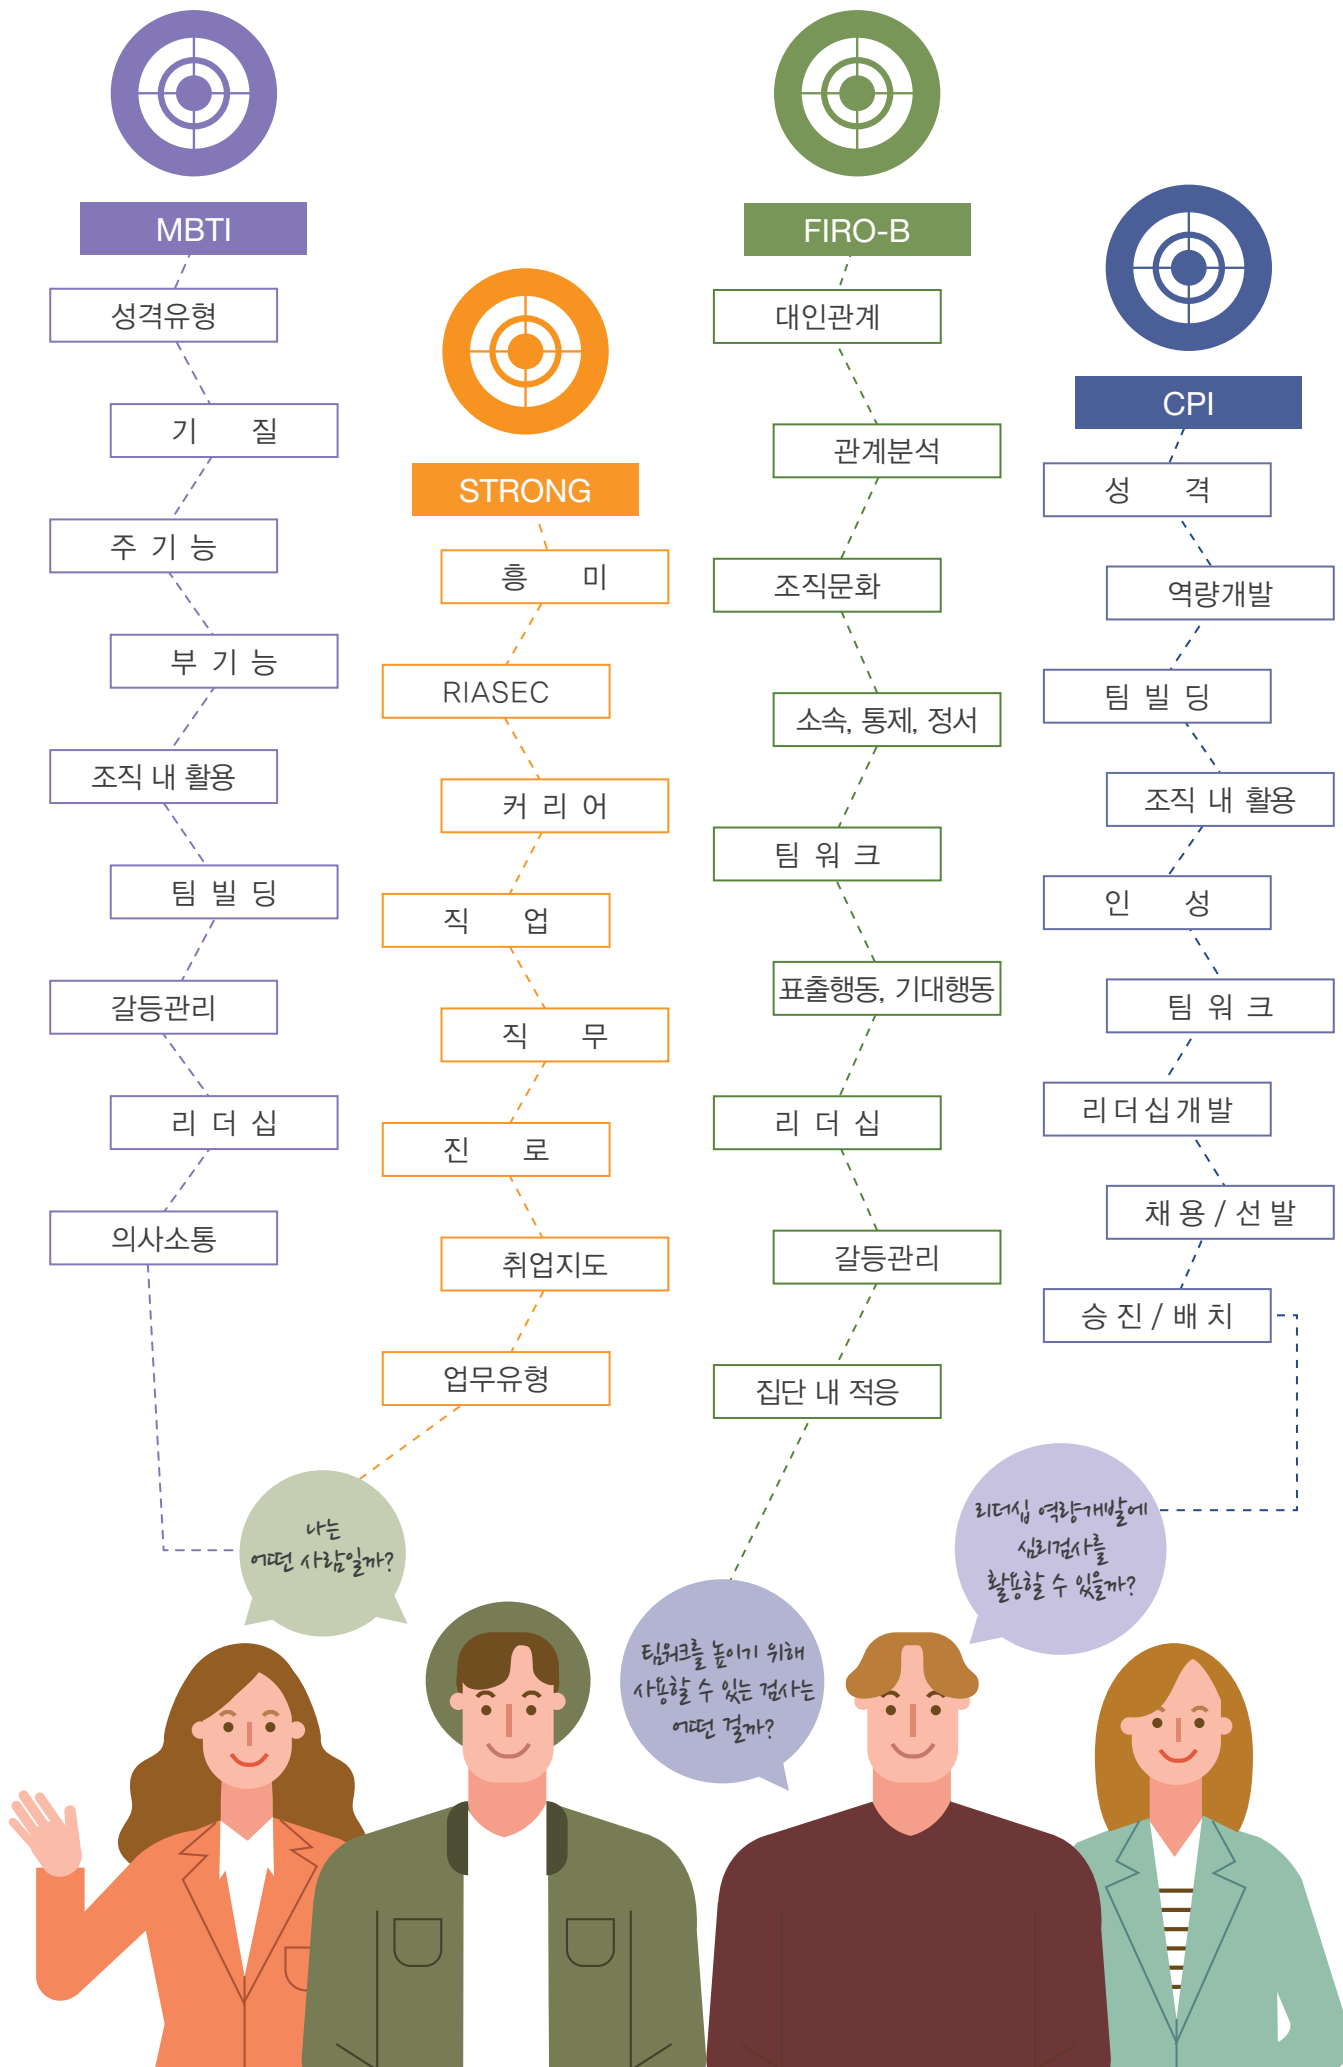 MBTI
성격유형
기 질
주 기 능
부 기 능
조직 내 활용
팀 빌 딩
갈등관리
리 더 십
의사소통
STRONG
흥 미
RIASEC
커 리 어
직 업
직 무
진 로
취업지도
업무유형
FIRO-B
대인관계
관계분석
조직문화
소속, 통제, 정서
팀 워 크
표출행동, 기대행동
리 더 십
갈등관리
집단 내 적응
CPI
성 격
역량개발
팀 빌 딩
조직 내 활용
인 성
팀 워 크
리더십개발
채 용 / 선 발
승 진 / 배 치
나는
어떤 사람일까?
팀워크를 높이기 위해
사용할 수 있는 검사는
어떤 걸까?
리더십 역량개발에
심리검사를
활용할 수 있을까?